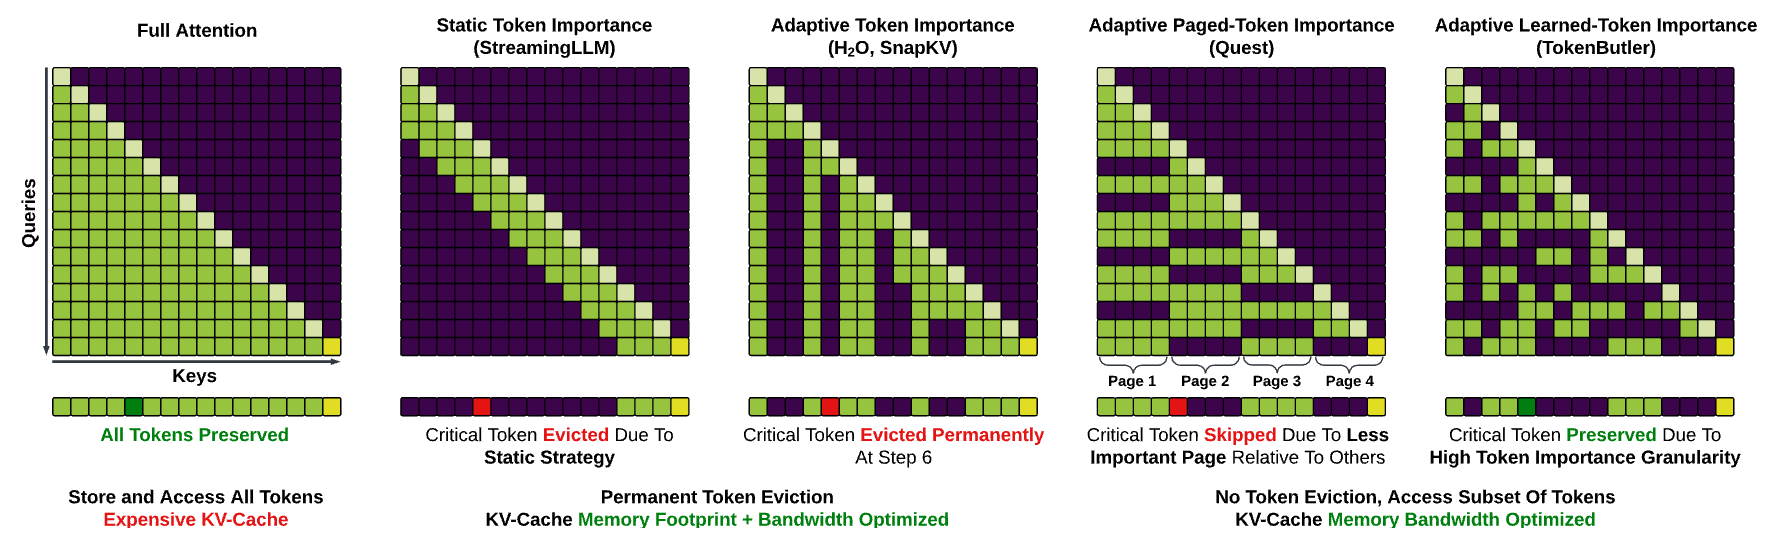 Full Attention
Static Token Importance
(StreamingLLM)
Adaptive Token Importance
(H₂O, SnapKV)
Adaptive Paged-Token Importance
(Quest)
Adaptive Learned-Token Importance
(TokenButler)
Queries
Keys
Page 1
Page 2
Page 3
Page 4
All Tokens Preserved
Critical Token Evicted Due To
Static Strategy
Critical Token Evicted Permanently
At Step 6
Critical Token Skipped Due To Less
Important Page Relative To Others
Critical Token Preserved Due To
High Token Importance Granularity
Store and Access All Tokens
Expensive KV-Cache
Permanent Token Eviction
KV-Cache Memory Footprint + Bandwidth Optimized
No Token Eviction, Access Subset Of Tokens
KV-Cache Memory Bandwidth Optimized